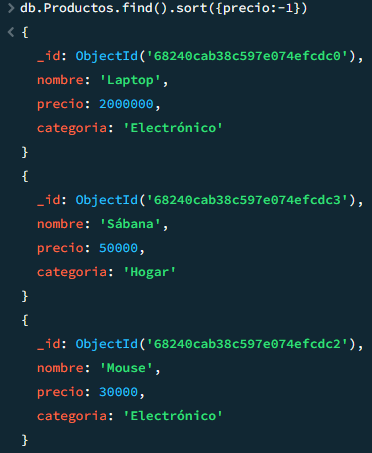 > db.Productos.find().sort({precio:-1})
< {
_id: ObjectId('68240cab38c597e074efcdc0'),
nombre: 'Laptop',
precio: 2000000,
categoria: 'Electrónico'
}
{
_id: ObjectId('68240cab38c597e074efcdc3'),
nombre: 'Sábana',
precio: 50000,
categoria: 'Hogar'
}
{
_id: ObjectId('68240cab38c597e074efcdc2'),
nombre: 'Mouse',
precio: 30000,
categoria: 'Electrónico'
}